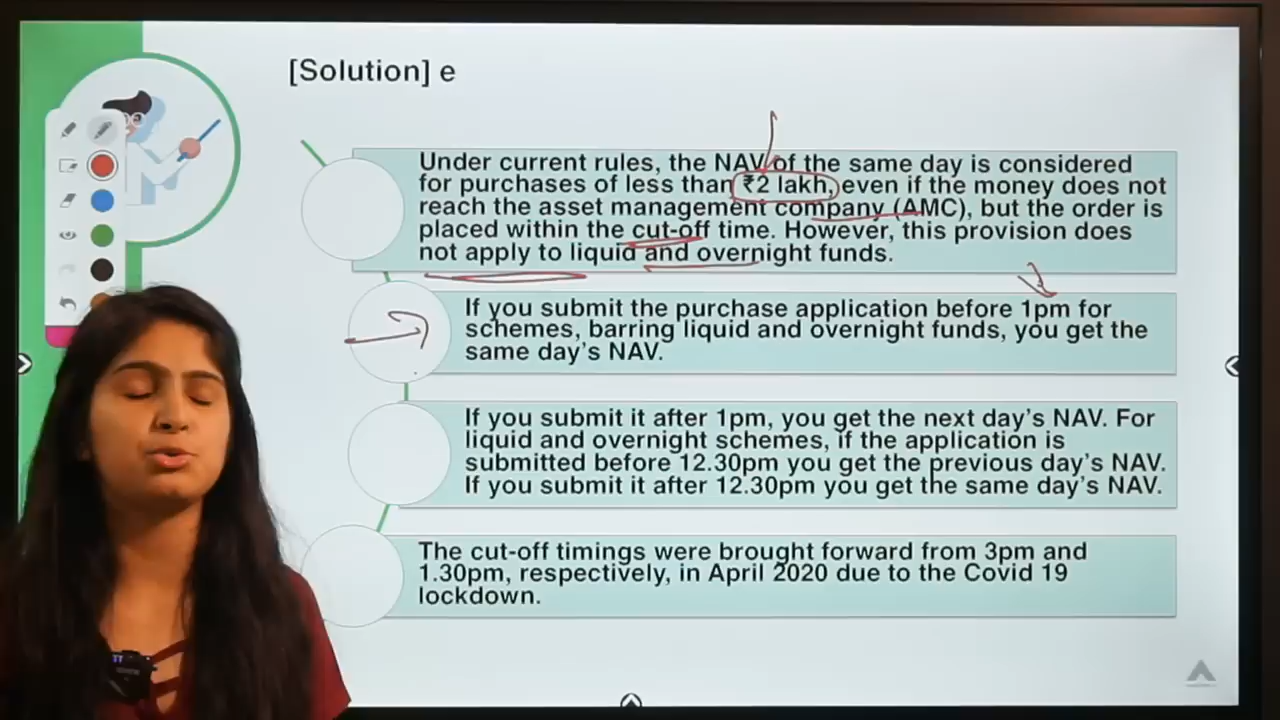 [Solution] e
Under current rules, the NAV of the same day is considered
for purchases of less than ₹2 lakh, even if the money does not
reach the asset management company (AMC), but the order is
placed within the cut-off time. However, this provision does
not apply to liquid and overnight funds.
If you submit the purchase application before 1pm for
schemes, barring liquid and overnight funds, you get the
same day's NAV.
If you submit it after 1pm, you get the next day's NAV. For
liquid and overnight schemes, if the application is
submitted before 12.30pm you get the previous day's NAV.
If you submit it after 12.30pm you get the same day's NAV.
The cut-off timings were brought forward from 3pm and
1.30pm, respectively, in April 2020 due to the Covid 19
lockdown.